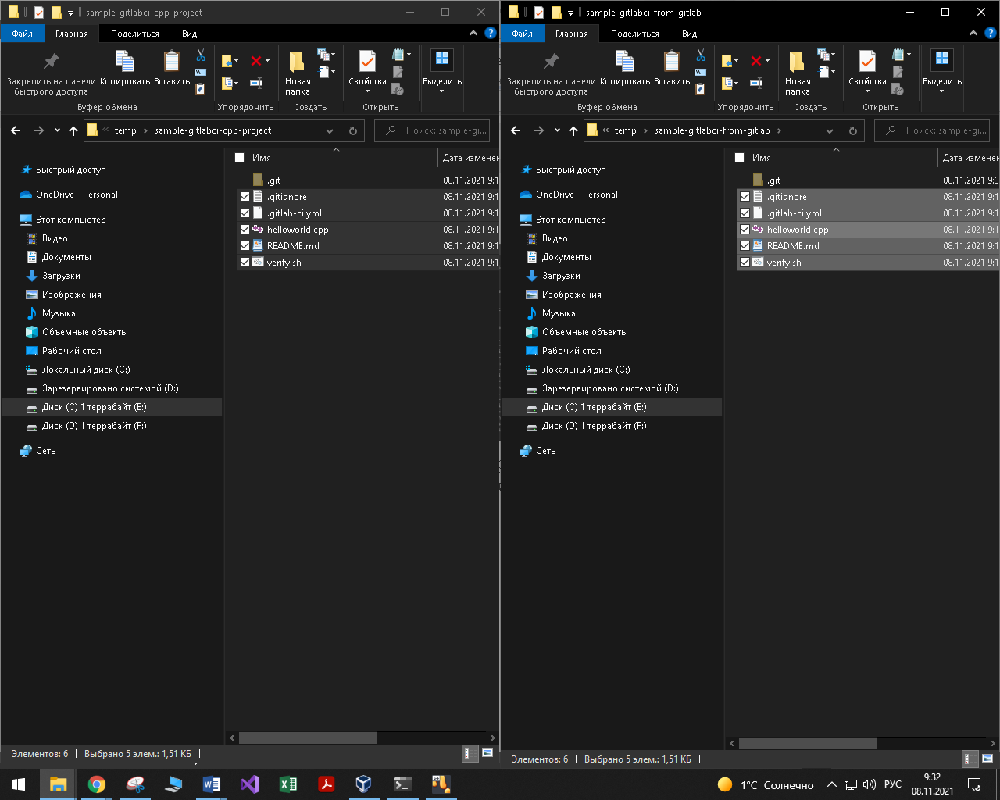 sample-gitlabci-cpp-project
Файл Главная Поделиться Вид
Закрепить на панели быстрого доступа
Копировать
Вставить
Новая папка
Свойства
Выделить
Буфер обмена Упорядочить Создать Открыть
temp › sample-gitlabci-cpp-project
Поиск: sample-gi...
Быстрый доступ
OneDrive - Personal
Этот компьютер
Видео
Документы
Загрузки
Изображения
Музыка
Объемные объекты
Рабочий стол
Локальный диск (C:)
Зарезервировано системой (D:)
Диск (C) 1 террабайт (E:)
Диск (D) 1 террабайт (F:)
Сеть
Имя Дата изменен
.git 08.11.2021 9:1
.gitignore 08.11.2021 9:1
.gitlab-ci.yml 08.11.2021 9:1
helloworld.cpp 08.11.2021 9:1
README.md 08.11.2021 9:1
verify.sh 08.11.2021 9:1
Элементов: 6 Выбрано 5 элем.: 1,51 КБ
sample-gitlabci-from-gitlab
Файл Главная Поделиться Вид
Закрепить на панели быстрого доступа
Копировать
Вставить
Новая папка
Свойства
Выделить
Буфер обмена Упорядочить Создать Открыть
temp › sample-gitlabci-from-gitlab ›
Поиск: sample-gi...
Быстрый доступ
OneDrive - Personal
Этот компьютер
Видео
Документы
Загрузки
Изображения
Музыка
Объемные объекты
Рабочий стол
Локальный диск (C:)
Зарезервировано системой (D:)
Диск (C) 1 террабайт (E:)
Диск (D) 1 террабайт (F:)
Сеть
Имя Дата изменен
.git 08.11.2021 9:3
.gitignore 08.11.2021 9:1
.gitlab-ci.yml 08.11.2021 9:1
helloworld.cpp 08.11.2021 9:1
README.md 08.11.2021 9:1
verify.sh 08.11.2021 9:1
Элементов: 6 Выбрано 5 элем.: 1,51 КБ
1°C Солнечно
РУС
9:32
08.11.2021